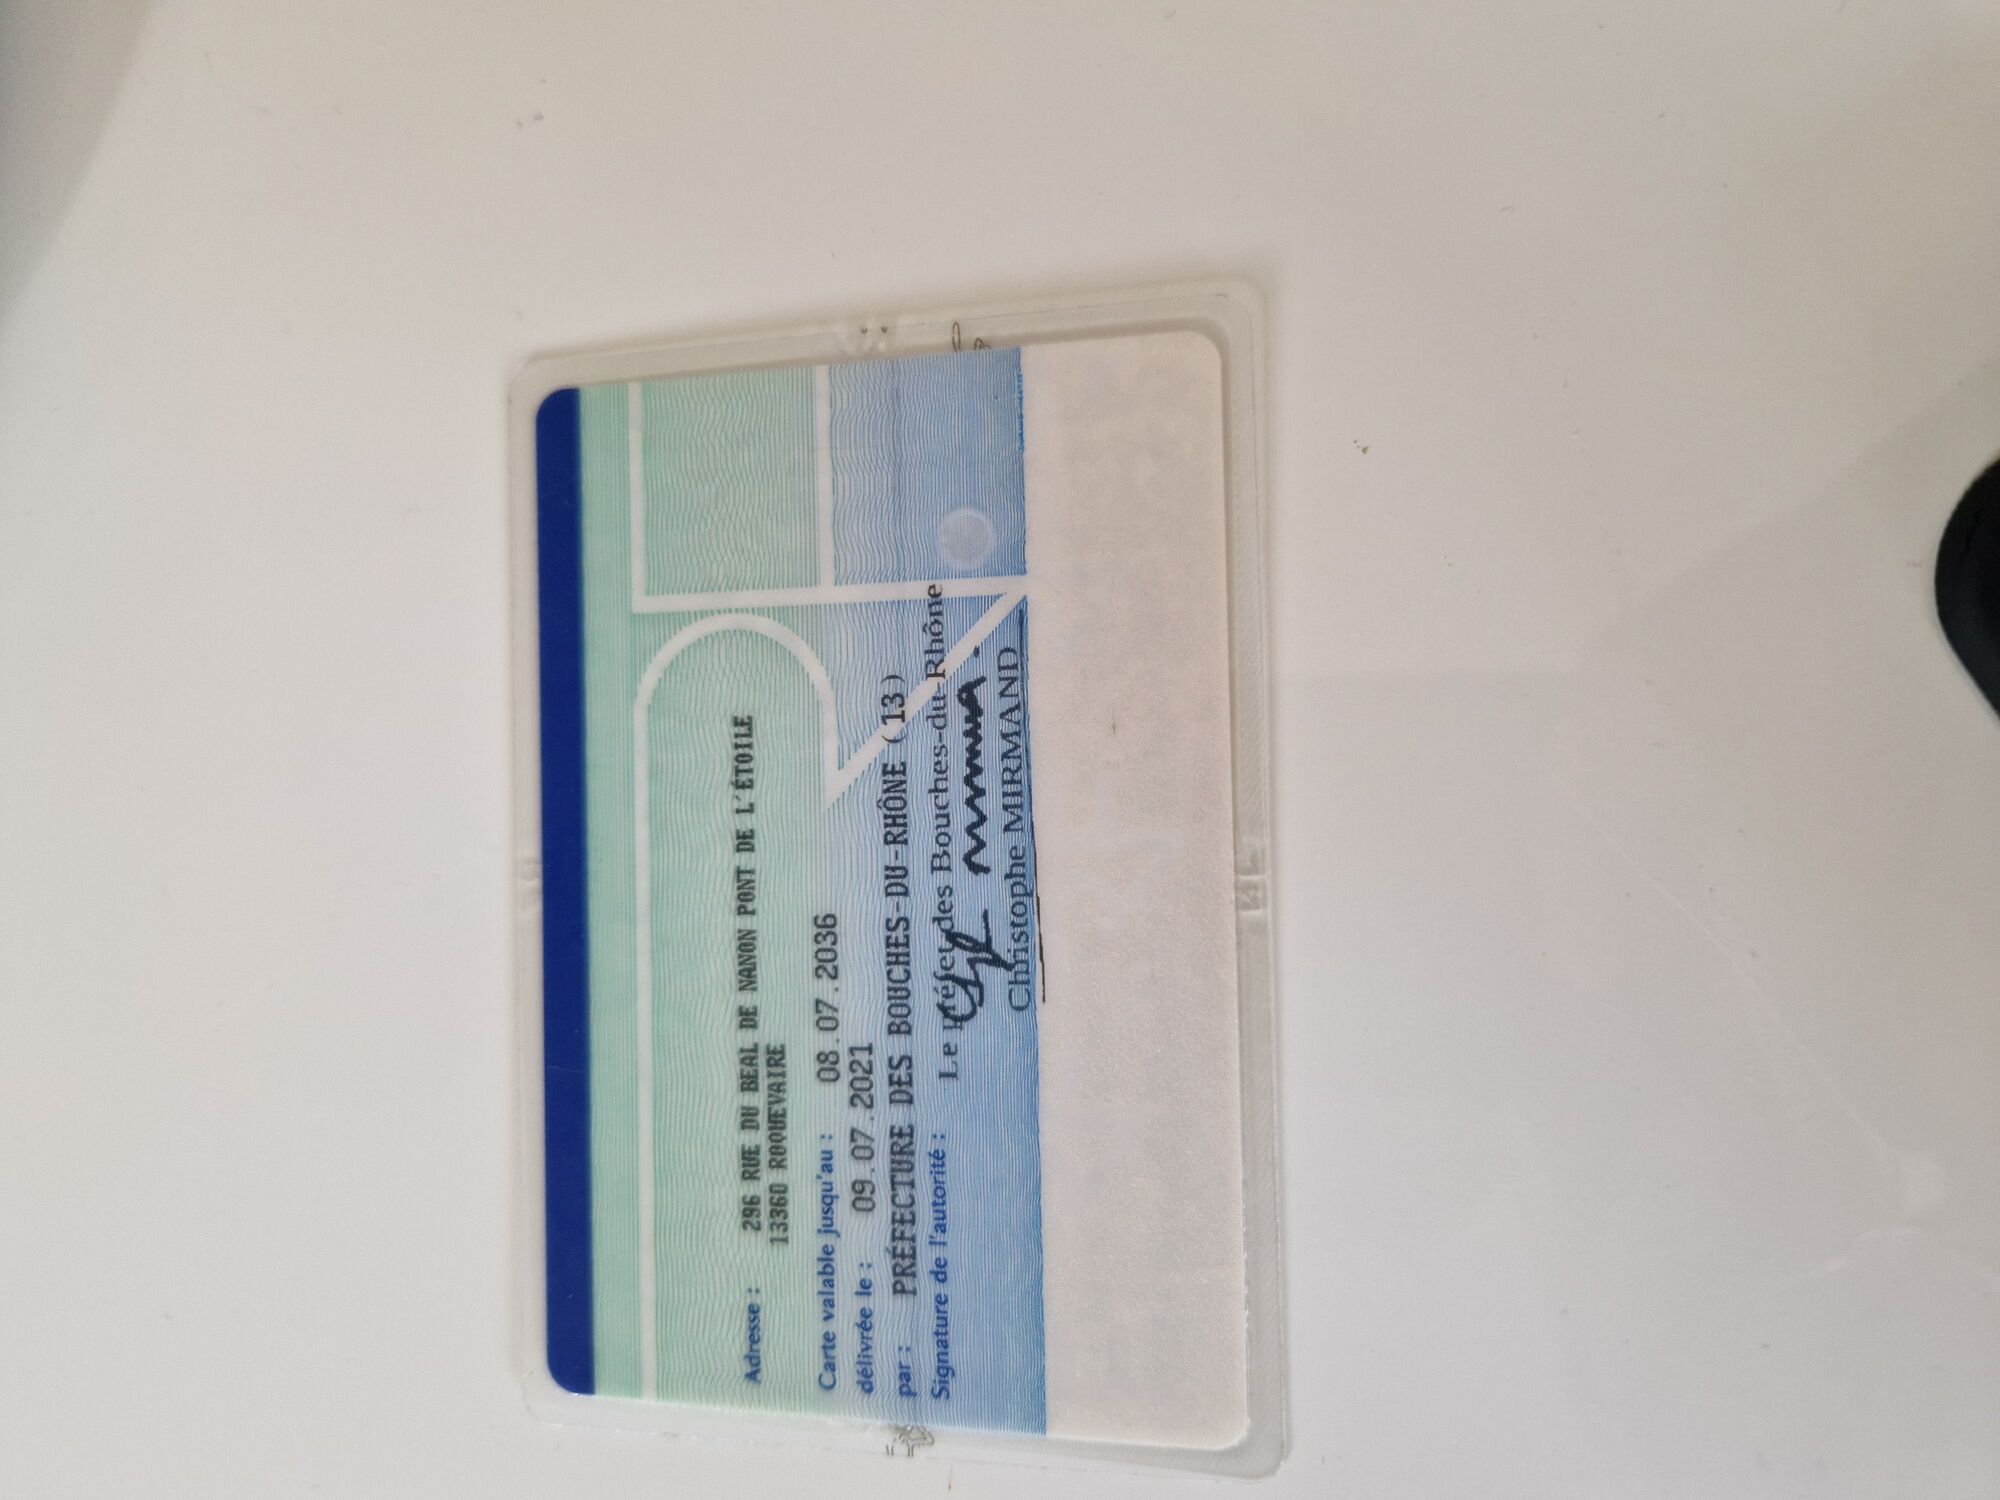 Adresse : 296 RUE DU BEAL DE NANON PONT DE L'ÉTOILE
13360 ROQUEVAIRE
Carte valable jusqu'au : 08.07.2036
délivrée le : 09.07.2021
par : PRÉFECTURE DES BOUCHES-DU-RHÔNE (13)
Signature de l'autorité : Le Préfet des Bouches-du-Rhône
Christophe MIRMAND